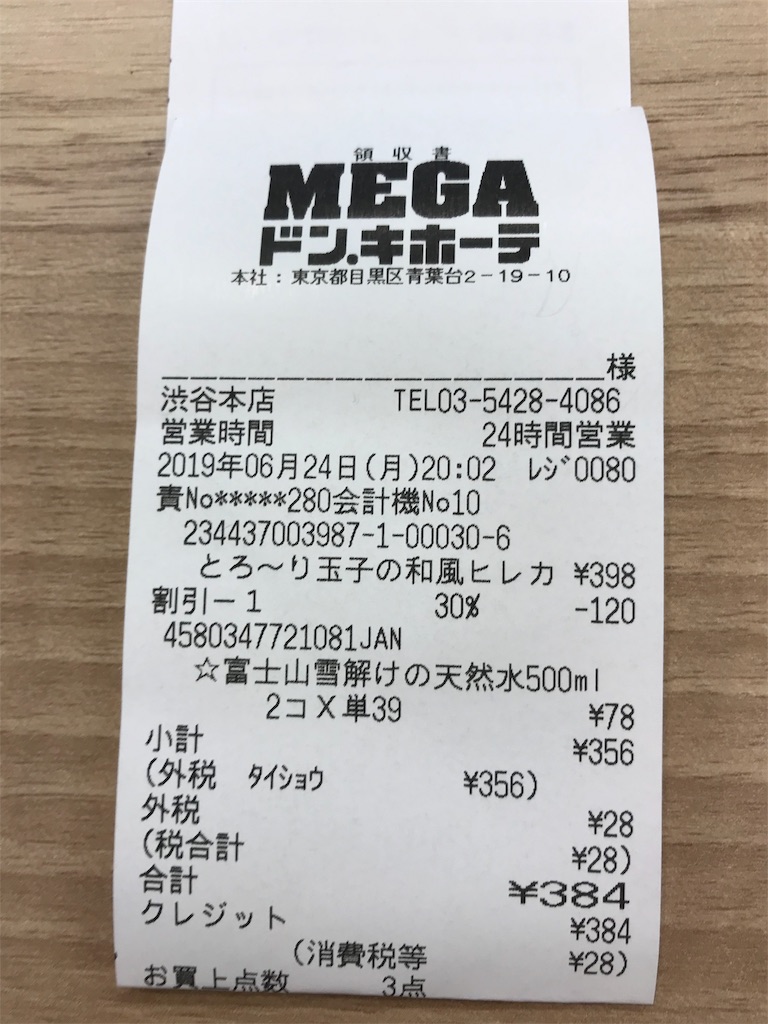 領収書
MEGA
ドン.キホーテ
本社：東京都目黒区青葉台2-19-10
様
渋谷本店 TEL03-5428-4086
営業時間 24時間営業
2019年06月24日(月)20:02 ﾚｼﾞ0080
責No*****280会計機No10
234437003987-1-00030-6
とろ〜り玉子の和風ヒレカ ¥398
割引－１ 30% -120
4580347721081JAN
☆富士山雪解けの天然水500ml
2コX単39 ¥78
小計 ¥356
(外税 ﾀｲｼｮｳ ¥356)
外税 ¥28
(税合計 ¥28)
合計 ¥384
クレジット ¥384
(消費税等 ¥28)
お買上点数 3点